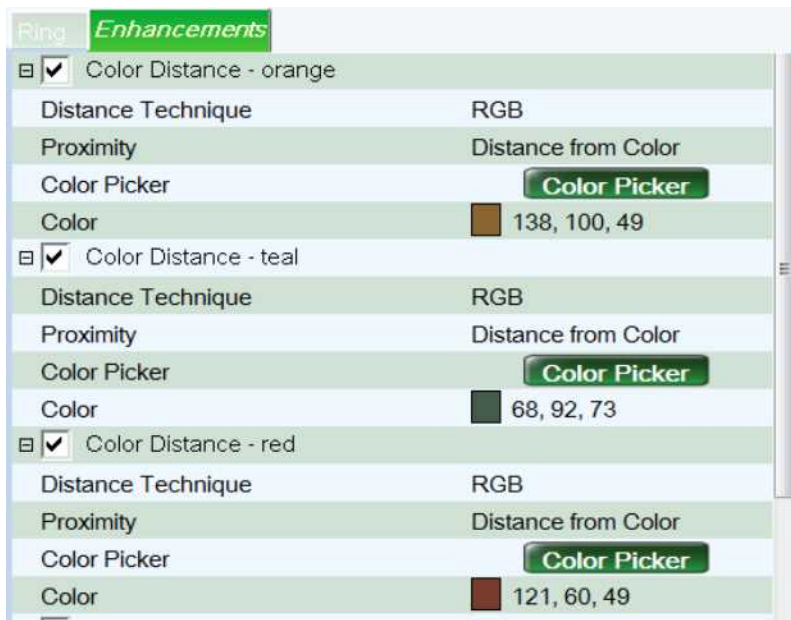 Ring Enhancements
Color Distance - orange
Distance Technique RGB
Proximity Distance from Color
Color Picker Color Picker
Color 138, 100, 49
Color Distance - teal
Distance Technique RGB
Proximity Distance from Color
Color Picker Color Picker
Color 68, 92, 73
Color Distance - red
Distance Technique RGB
Proximity Distance from Color
Color Picker Color Picker
Color 121, 60, 49